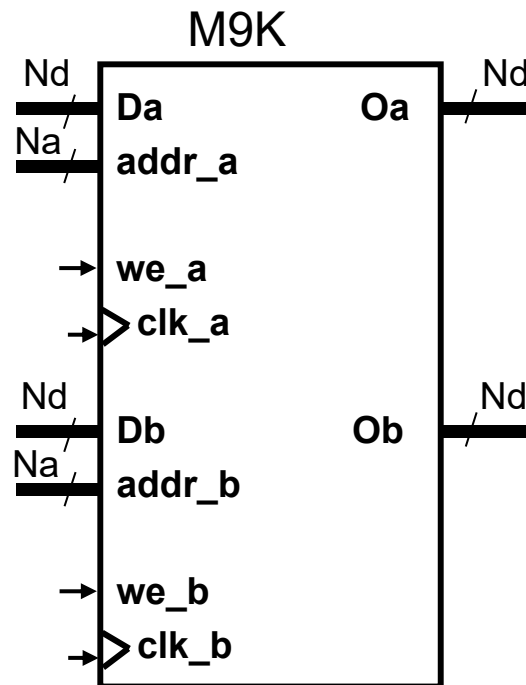 M9K
Nd Nd
Da Oa
Na
addr_a
we_a
clk_a
Nd Nd
Db Ob
Na
addr_b
we_b
clk_b